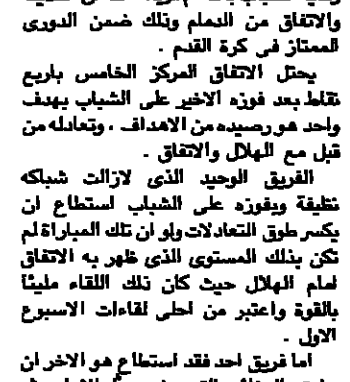 والاتفاق من الدمام وذلك ضمن الدورى
الممتاز فى كرة القدم .
يحتل الاتفاق المركز الخامس باربع
نقاط بعد فوزه الاخير على الشباب بهدف
واحد هو رصيده من الاهداف . وتعادله من
قبل مع الهلال والاتفاق .
الفريق الوحيد الذى لازالت شباكه
نظيفة وبفوزه على الشباب استطاع ان
يكسر طوق التعادلات ولو ان تلك المباراة لم
تكن بذلك المستوى الذى ظهر به الاتفاق
امام الهلال حيث كان ذلك اللقاء مليئا
بالقوة واعتبر من احلى لقاءات الاسبوع
الاول .
اما فريق احد فقد استطاع هو الاخر ان